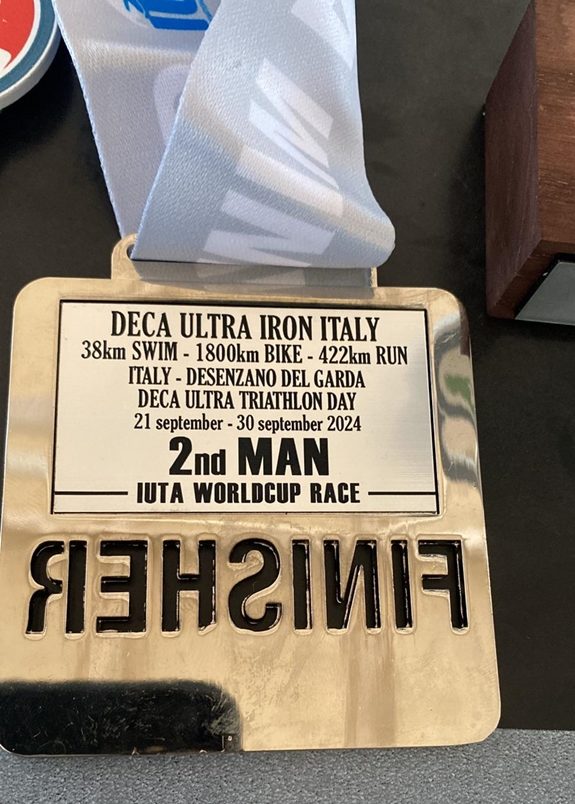 DECA ULTRA IRON ITALY
38km SWIM - 1800km BIKE - 422km RUN
ITALY - DESENZANO DEL GARDA
DECA ULTRA TRIATHLON DAY
21 september - 30 september 2024
2nd MAN
IUTA WORLDCUP RACE
FINISHER